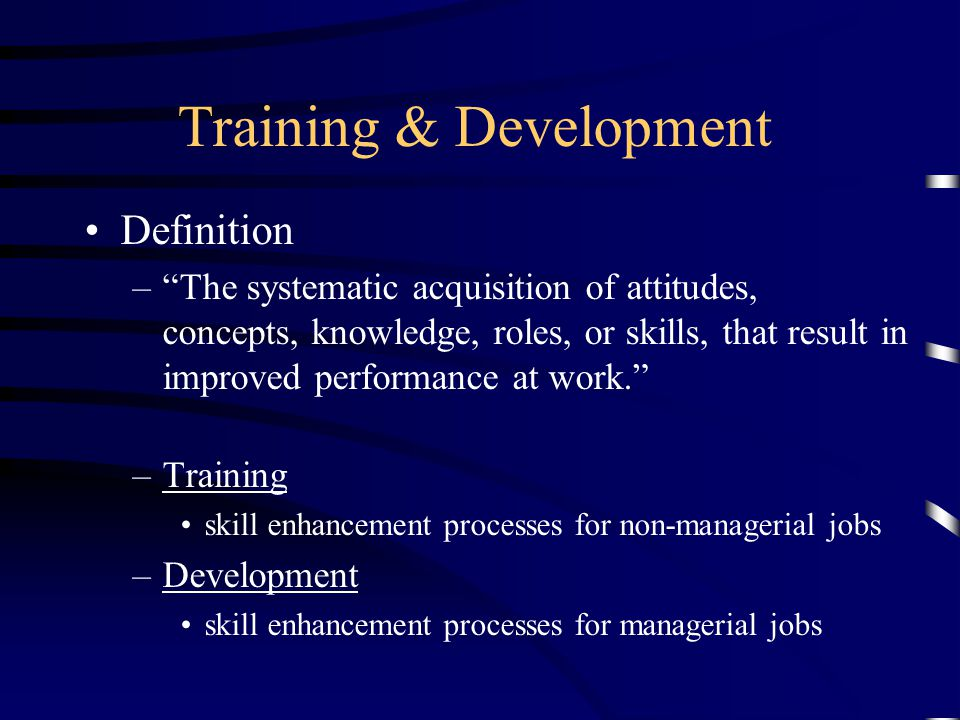 Training & Development
• Definition
– “The systematic acquisition of attitudes,
concepts, knowledge, roles, or skills, that result in
improved performance at work.”
– Training
• skill enhancement processes for non-managerial jobs
– Development
• skill enhancement processes for managerial jobs